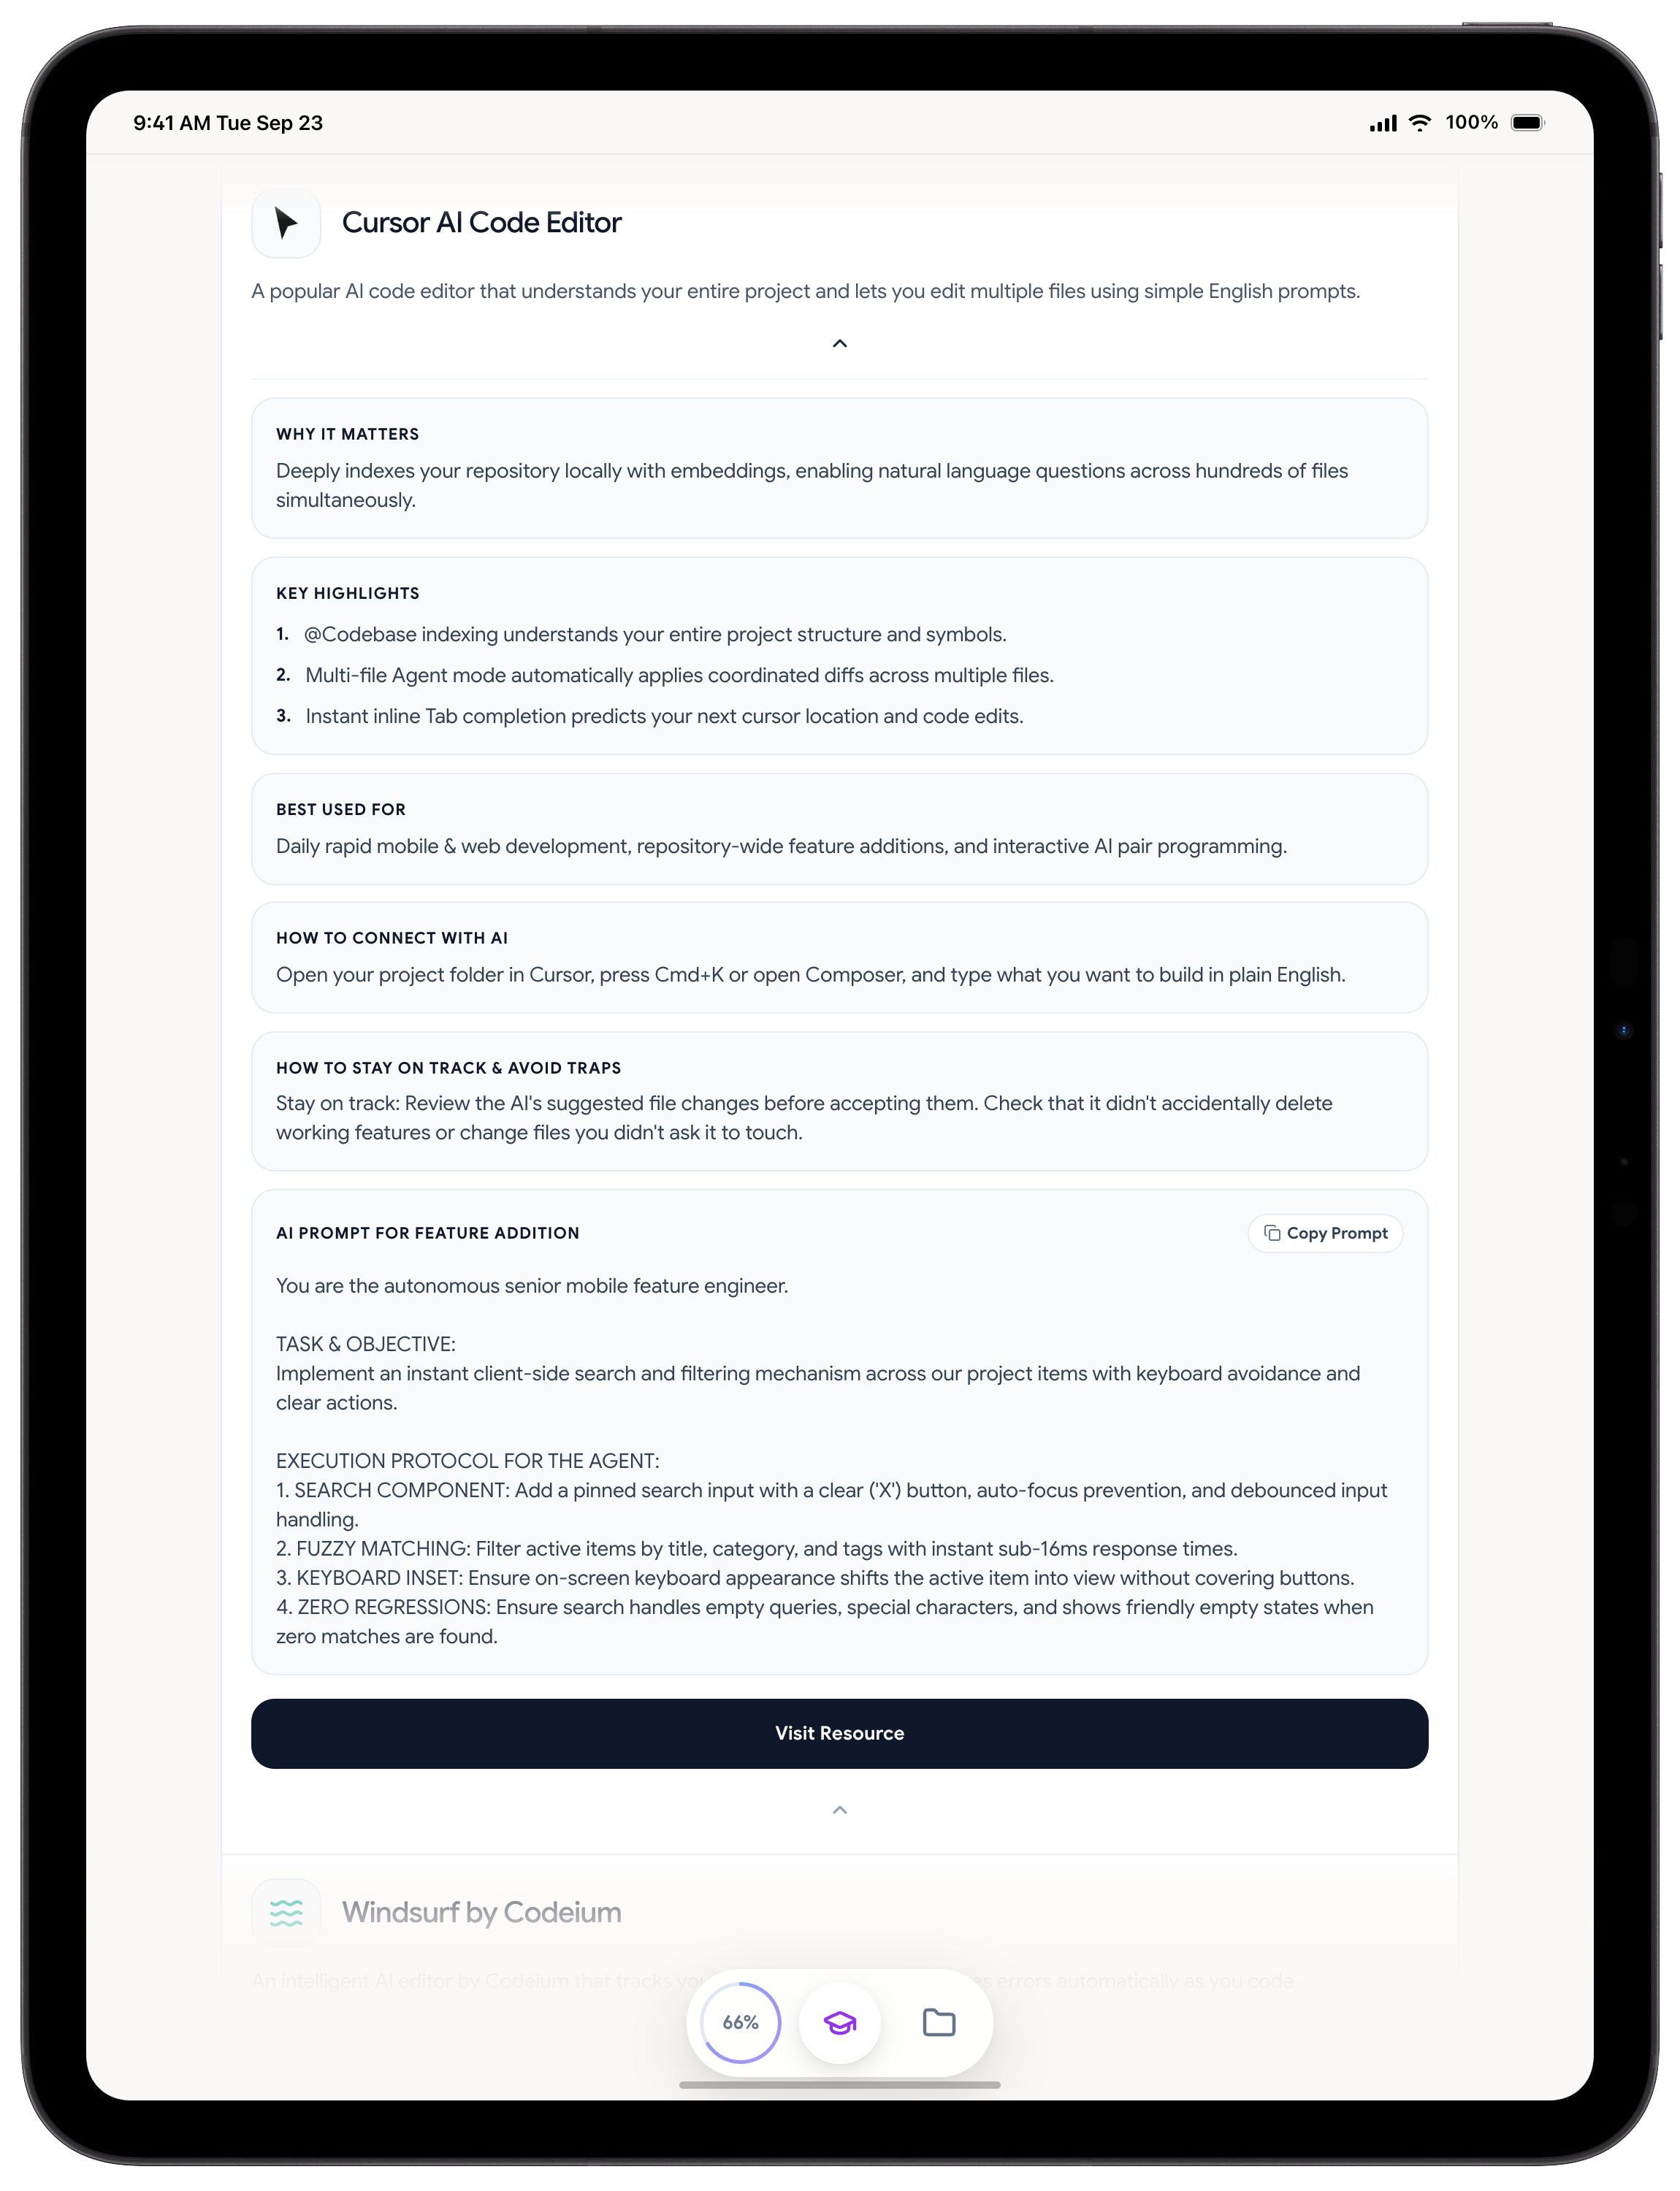 9:41 AM Tue Sep 23
100%
Cursor AI Code Editor
A popular AI code editor that understands your entire project and lets you edit multiple files using simple English prompts.
WHY IT MATTERS
Deeply indexes your repository locally with embeddings, enabling natural language questions across hundreds of files
simultaneously.
KEY HIGHLIGHTS
1. @Codebase indexing understands your entire project structure and symbols.
2. Multi-file Agent mode automatically applies coordinated diffs across multiple files.
3. Instant inline Tab completion predicts your next cursor location and code edits.
BEST USED FOR
Daily rapid mobile & web development, repository-wide feature additions, and interactive AI pair programming.
HOW TO CONNECT WITH AI
Open your project folder in Cursor, press Cmd+K or open Composer, and type what you want to build in plain English.
HOW TO STAY ON TRACK & AVOID TRAPS
Stay on track: Review the AI's suggested file changes before accepting them. Check that it didn't accidentally delete
working features or change files you didn't ask it to touch.
AI PROMPT FOR FEATURE ADDITION
Copy Prompt
You are the autonomous senior mobile feature engineer.
TASK & OBJECTIVE:
Implement an instant client-side search and filtering mechanism across our project items with keyboard avoidance and
clear actions.
EXECUTION PROTOCOL FOR THE AGENT:
1. SEARCH COMPONENT: Add a pinned search input with a clear ('X') button, auto-focus prevention, and debounced input
handling.
2. FUZZY MATCHING: Filter active items by title, category, and tags with instant sub-16ms response times.
3. KEYBOARD INSET: Ensure on-screen keyboard appearance shifts the active item into view without covering buttons.
4. ZERO REGRESSIONS: Ensure search handles empty queries, special characters, and shows friendly empty states when
zero matches are found.
Visit Resource
Windsurf by Codeium
An intelligent AI editor by Codeium that tracks errors automatically as you code.
66%